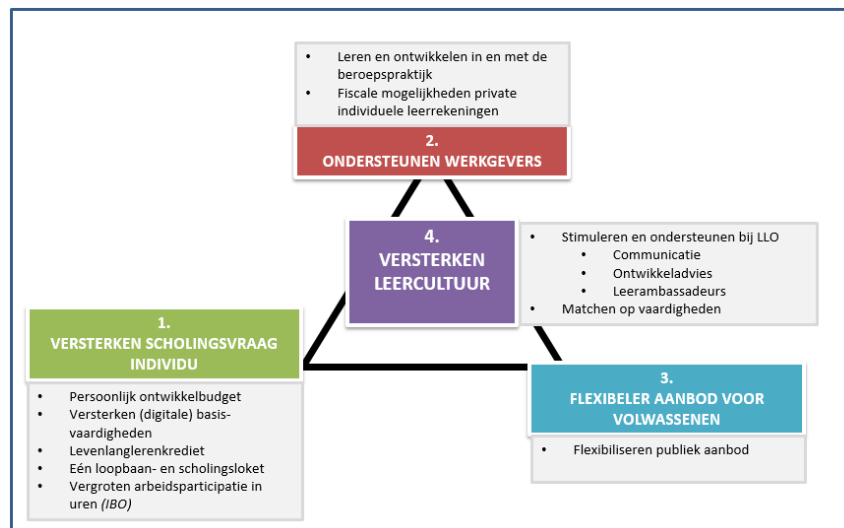 • Leren en ontwikkelen in en met de
beroepspraktijk
• Fiscale mogelijkheden private
individuele leerrekeningen
2.
ONDERSTEUNEN WERKGEVERS
4.
VERSTERKEN
LEERCULTUUR
• Stimuleren en ondersteunen bij LLO
• Communicatie
• Ontwikkeladvies
• Leerambassadeurs
• Matchen op vaardigheden
1.
VERSTERKEN SCHOLINGSVRAAG
INDIVIDU
• Persoonlijk ontwikkelbudget
• Versterken (digitale) basis-
vaardigheden
• Levenlanglerenkrediet
• Eén loopbaan- en scholingsloket
• Vergroten arbeidsparticipatie in
uren (IBO)
3.
FLEXIBELER AANBOD VOOR
VOLWASSENEN
• Flexibiliseren publiek aanbod